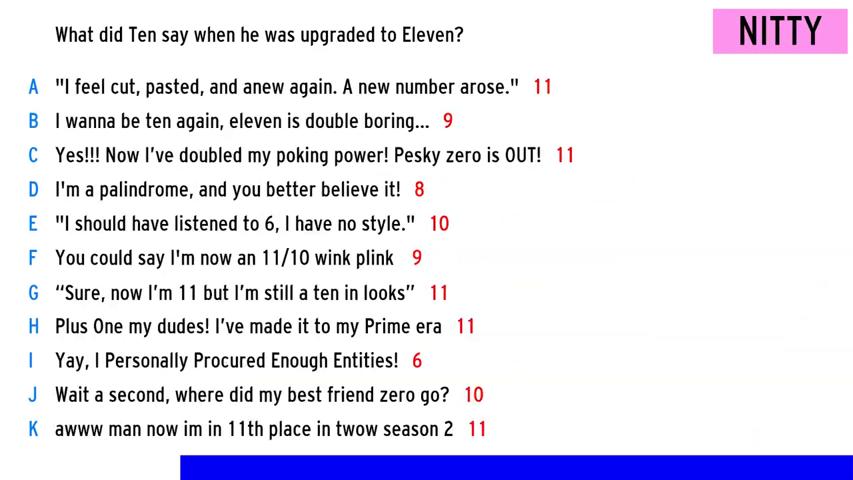 What did Ten say when he was upgraded to Eleven?
NITTY
A "I feel cut, pasted, and anew again. A new number arose." 11
B I wanna be ten again, eleven is double boring... 9
C Yes!!! Now I've doubled my poking power! Pesky zero is OUT! 11
D I'm a palindrome, and you better believe it! 8
E "I should have listened to 6, I have no style." 10
F You could say I'm now an 11/10 wink plink 9
G “Sure, now I’m 11 but I’m still a ten in looks” 11
H Plus One my dudes! I’ve made it to my Prime era 11
I Yay, I Personally Procured Enough Entities! 6
J Wait a second, where did my best friend zero go? 10
K awww man now im in 11th place in twow season 2 11